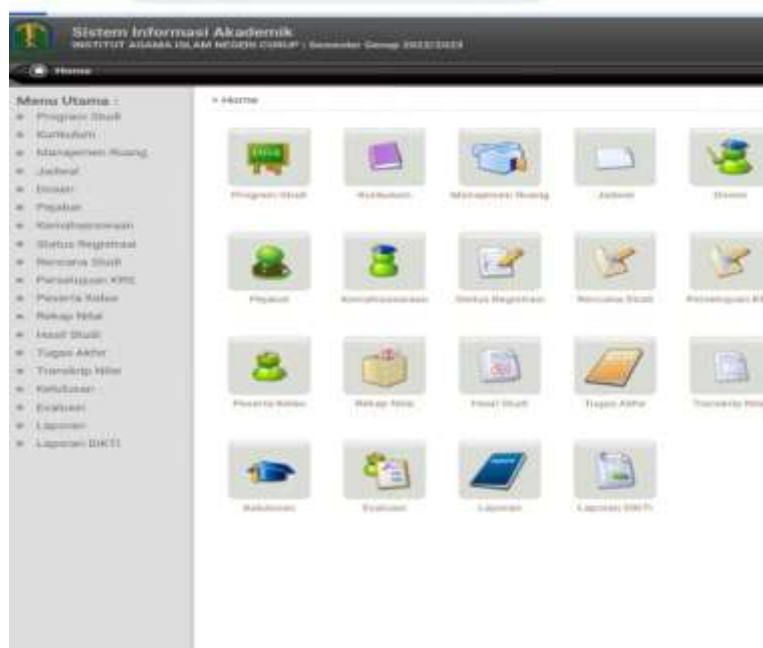 Sistem Informasi Akademik
INSTITUT AGAMA ISLAM NEGERI CURUP : Semester Genap 2022/2023
Home
Menu Utama :
Program Studi
Kurikulum
Manajemen Ruang
Jadwal
Dosen
Pejabat
Kemahasiswaan
Status Registrasi
Rencana Studi
Persetujuan KRS
Peserta Kelas
Rekap Nilai
Hasil Studi
Tugas Akhir
Transkrip Nilai
Kelulusan
Evaluasi
Laporan
Laporan DIKTI
» Home
Program Studi Kurikulum Manajemen Ruang Jadwal Dosen
Pejabat Kemahasiswaan Status Registrasi Rencana Studi Persetujuan
Peserta Kelas Rekap Nilai Hasil Studi Tugas Akhir Transkrip Nilai
Kelulusan Evaluasi Laporan Laporan DIKTI